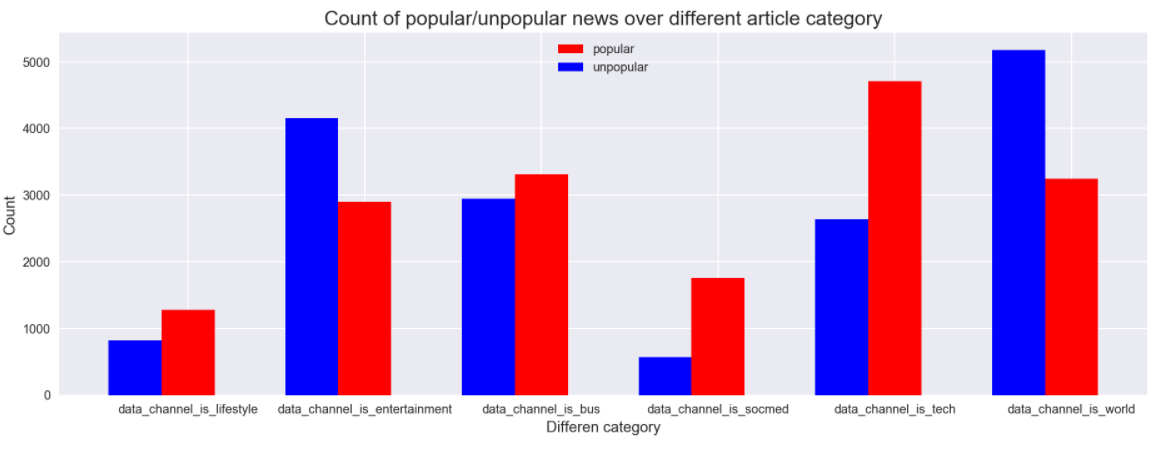 Count of popular/unpopular news over different article category
popular
unpopular
5000
4000
3000
2000
1000
0
Count
data_channel_is_lifestyle data_channel_is_entertainment data_channel_is_bus data_channel_is_socmed data_channel_is_tech data_channel_is_world
Differen category